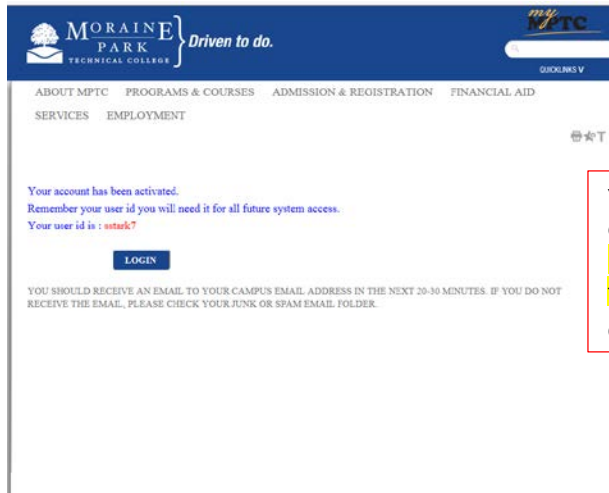 MORAINE
PARK
TECHNICAL COLLEGE
Driven to do.
my
MPTC
QUICKLINKS V
ABOUT MPTC PROGRAMS & COURSES ADMISSION & REGISTRATION FINANCIAL AID
SERVICES EMPLOYMENT
T
Your account has been activated.
Remember your user id you will need it for all future system access.
Your user id is : sstark7
LOGIN
YOU SHOULD RECEIVE AN EMAIL TO YOUR CAMPUS EMAIL ADDRESS IN THE NEXT 20-30 MINUTES. IF YOU DO NOT
RECEIVE THE EMAIL, PLEASE CHECK YOUR JUNK OR SPAM EMAIL FOLDER.